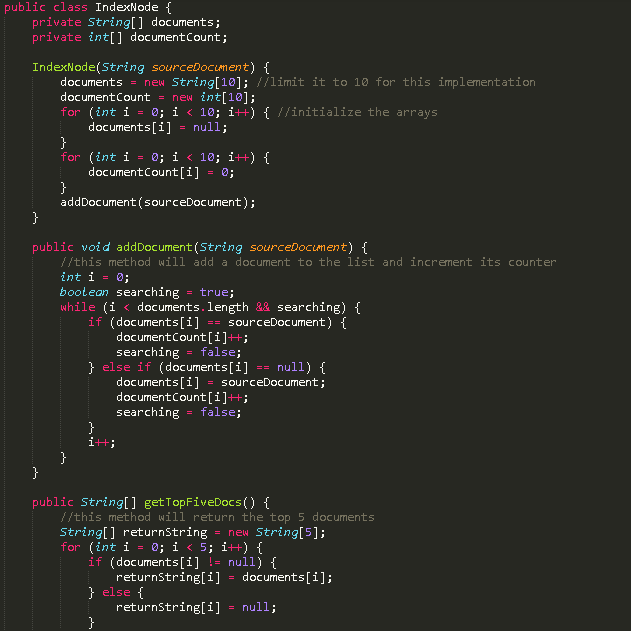 public class IndexNode {
    private String[] documents;
    private int[] documentCount;

    IndexNode(String sourceDocument) {
        documents = new String[10]; //limit it to 10 for this implementation
        documentCount = new int[10];
        for (int i = 0; i < 10; i++) { //initialize the arrays
            documents[i] = null;
        }
        for (int i = 0; i < 10; i++) {
            documentCount[i] = 0;
        }
        addDocument(sourceDocument);
    }

    public void addDocument(String sourceDocument) {
        //this method will add a document to the list and increment its counter
        int i = 0;
        boolean searching = true;
        while (i < documents.length && searching) {
            if (documents[i] == sourceDocument) {
                documentCount[i]++;
                searching = false;
            } else if (documents[i] == null) {
                documents[i] = sourceDocument;
                documentCount[i]++;
                searching = false;
            }
            i++;
        }
    }

    public String[] getTopFiveDocs() {
        //this method will return the top 5 documents
        String[] returnString = new String[5];
        for (int i = 0; i < 5; i++) {
            if (documents[i] != null) {
                returnString[i] = documents[i];
            } else {
                returnString[i] = null;
            }